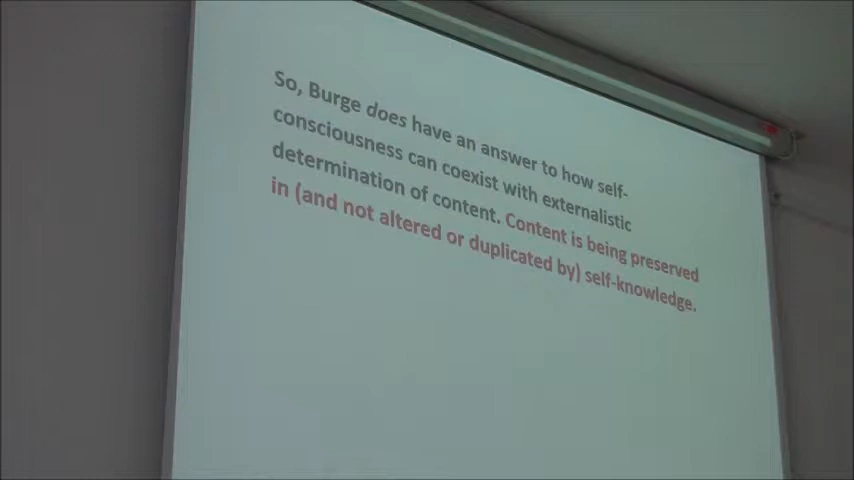 So, Burge does have an answer to how self-
consciousness can coexist with externalistic
determination of content. Content is being preserved
in (and not altered or duplicated by) self-knowledge.